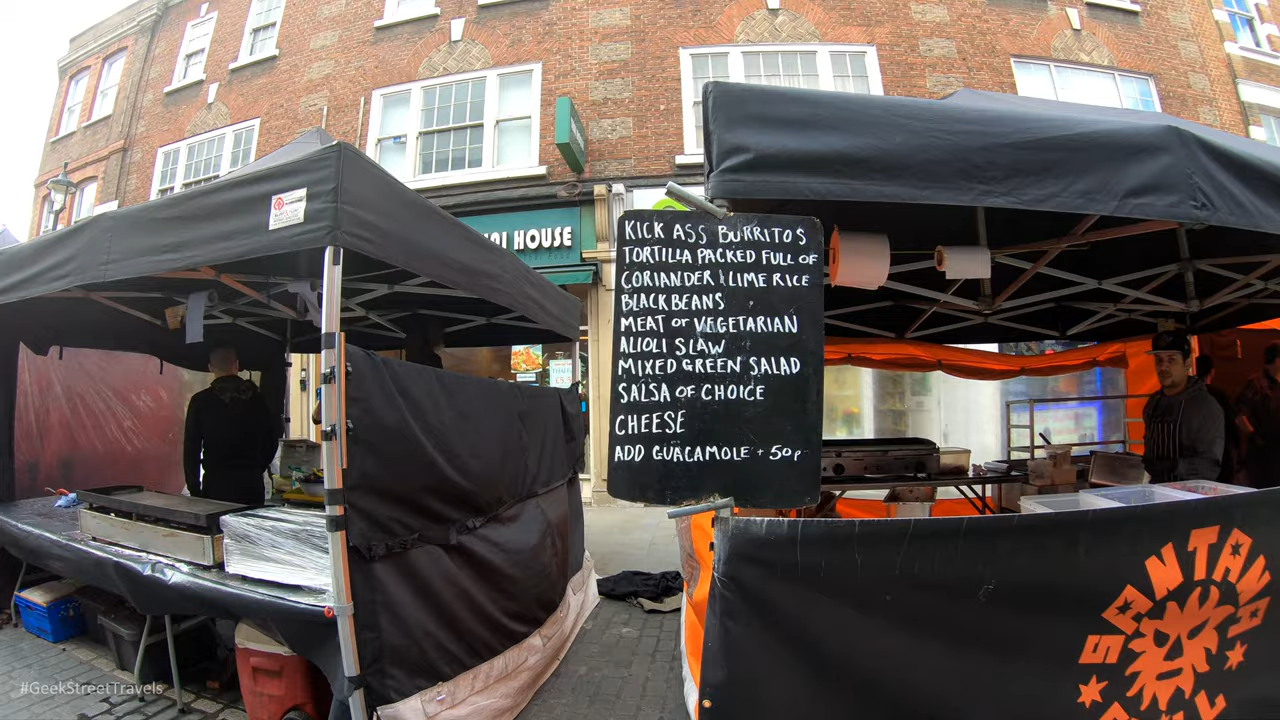 HOUSE
KICK ASS BURRITOS
TORTILLA PACKED FULL OF
CORIANDER & LIME RICE
BLACK BEANS
MEAT or VEGETARIAN
ALIOLI SLAW
MIXED GREEN SALAD
SALSA OF CHOICE
CHEESE
ADD GUACAMOLE + 50p
SANTANA
#GeekStreetTravels